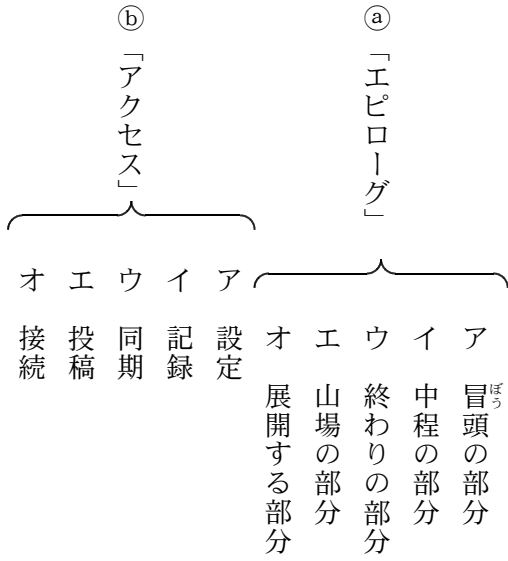 ⓐ「エピローグ」
ア 冒頭の部分
ぼう
イ 中程の部分
ウ 終わりの部分
エ 山場の部分
オ 展開する部分
ⓑ「アクセス」
ア 設定
イ 記録
ウ 同期
エ 投稿
オ 接続